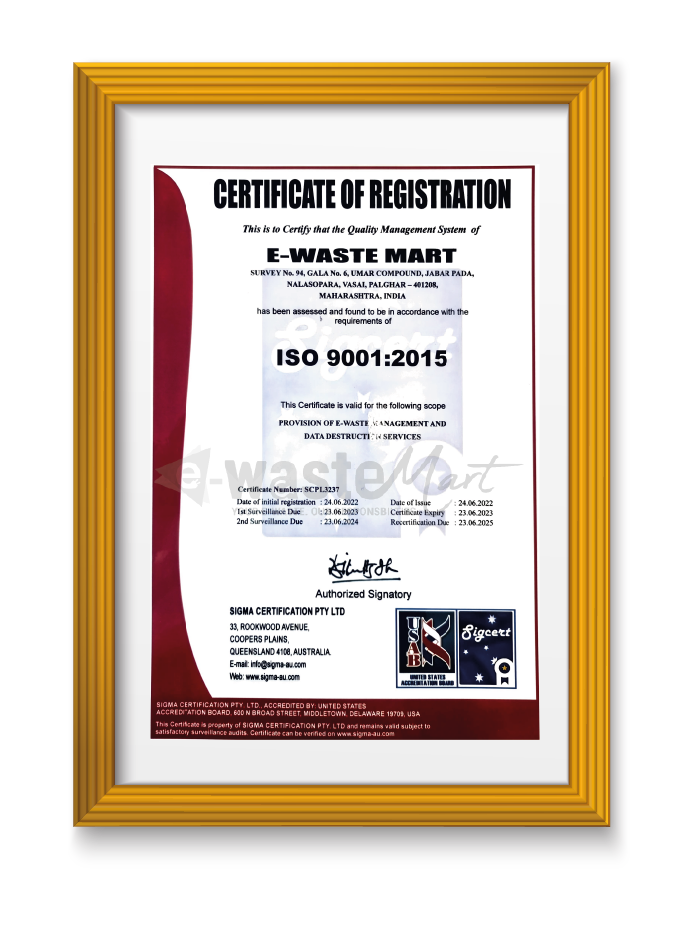 CERTIFICATE OF REGISTRATION
This is to Certify that the Quality Management System of
E-WASTE MART
SURVEY No. 94, GALA No. 6, UMAR COMPOUND, JABAR PADA,
NALASOPARA, VASAI, PALGHAR – 401208,
MAHARASHTRA, INDIA
has been assessed and found to be in accordance with the
requirements of
Sigcert
ISO 9001:2015
This Certificate is valid for the following scope
PROVISION OF E-WASTE MANAGEMENT AND
DATA DESTRUCTION SERVICES
e-wasteMart
Certificate Number: SCPL3237
Date of initial registration : 24.06.2022 Date of Issue : 24.06.2022
1st Surveillance Due : 23.06.2023 Certificate Expiry : 23.06.2023
2nd Surveillance Due : 23.06.2024 Recertification Due : 23.06.2025
Authorized Signatory
SIGMA CERTIFICATION PTY LTD
33, ROOKWOOD AVENUE,
COOPERS PLAINS,
QUEENSLAND 4108, AUSTRALIA.
E-mail: info@sigma-au.com
Web: www.sigma-au.com
USAB
UNITED STATES
ACCREDITATION BOARD
Sigcert
SIGMA CERTIFICATION PTY. LTD., ACCREDITED BY: UNITED STATES
ACCREDITATION BOARD, 600 N BROAD STREET, MIDDLETOWN, DELAWARE 19709, USA
This Certificate is property of SIGMA CERTIFICATION PTY. LTD and remains valid subject to
satisfactory surveillance audits. Certificate can be verified on www.sigma-au.com